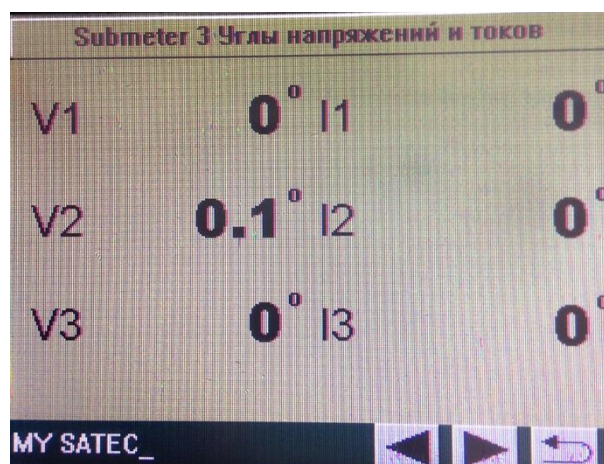 Submeter 3 Углы напряжений и токов
V1 0° I1 0°
V2 0.1° I2 0°
V3 0° I3 0°
MY SATEC_